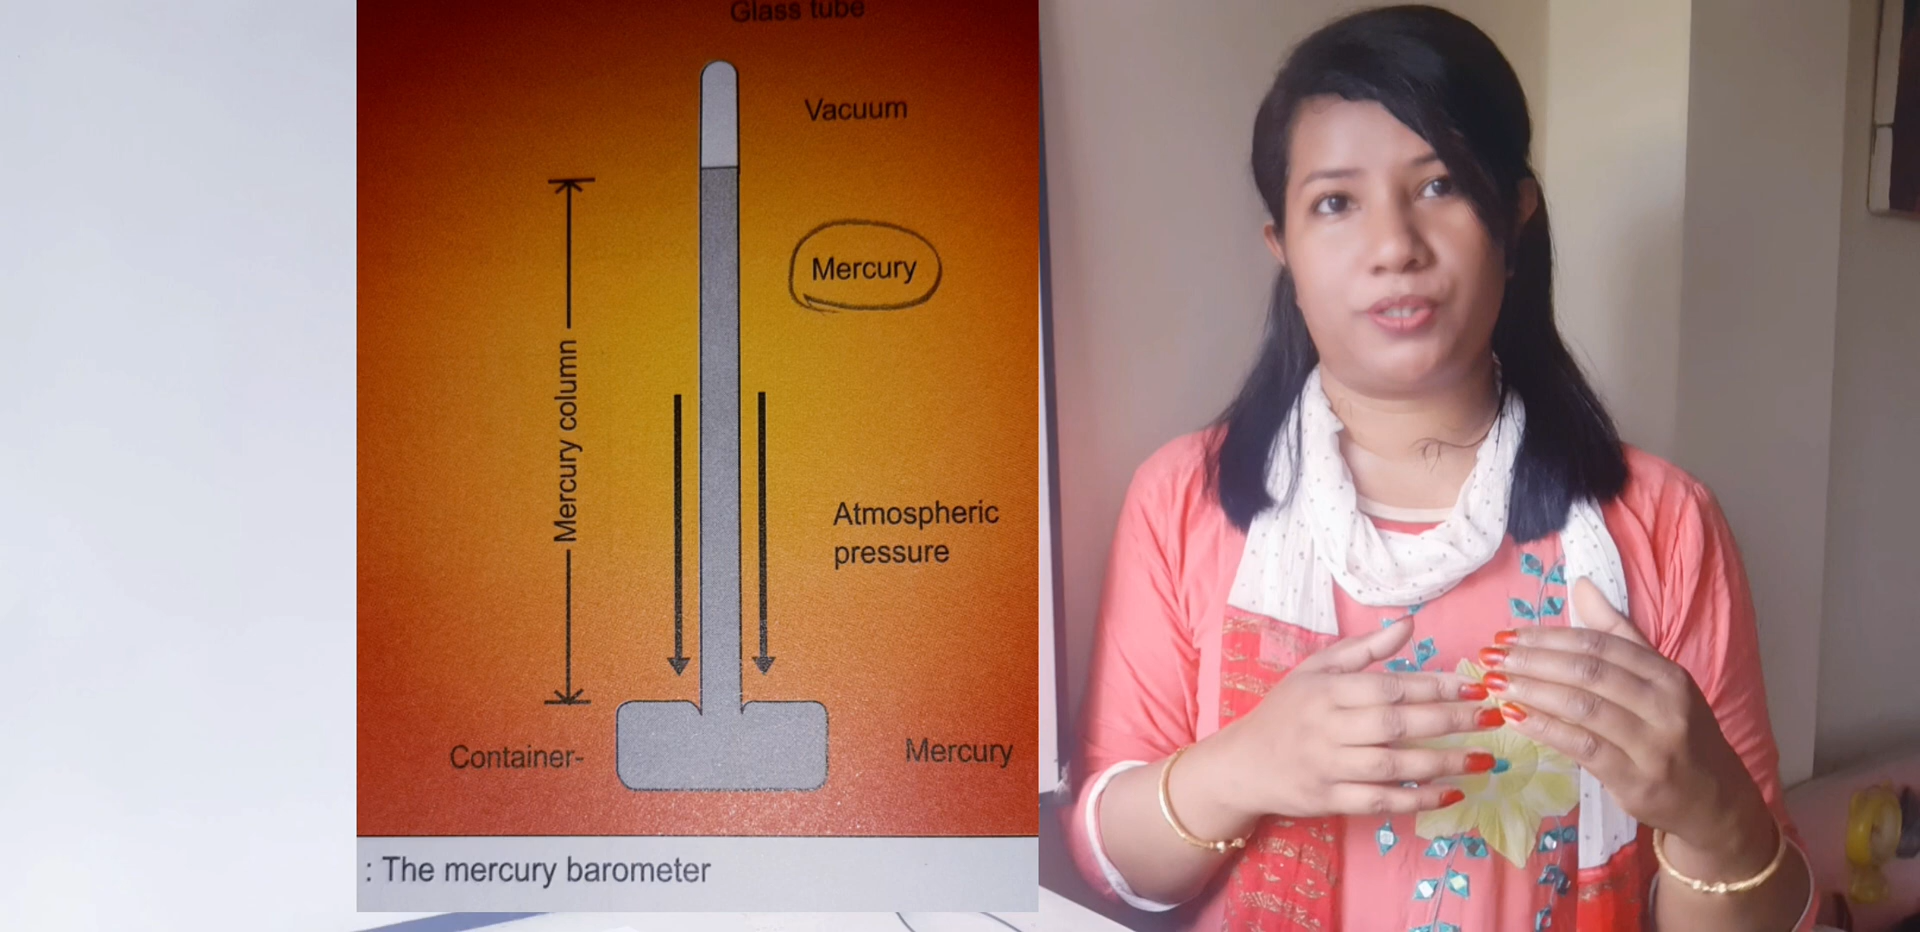 Glass tube
Vacuum
Mercury
Mercury column
Atmospheric
pressure
Container-
Mercury
: The mercury barometer